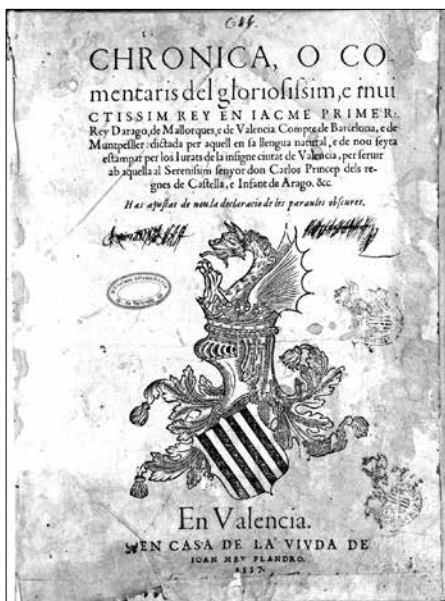 CHRONICA, O CO-
mentaris del gloriosissim, e inui
CTISSIM REY EN IACME PRIMER:
Rey Darago, de Mallorques, e de Valencia Compte de Barcelona, e de
Muntpesller: dictada per aquell en sa llengua natural, e de nou feyta
estampar per los Iurats de la insigne ciutat de Valencia, per seruir
ab aquella al Serenissim senyor don Carlos Princep dels re-
gnes de Castella, e Infant de Arago. &c.
Has ajustat de nou la declaracio de les paraules obscures.
En Valencia.
EN CASA DE LA VIVDA DE
IOAN MEY FLANDRO.
1557.